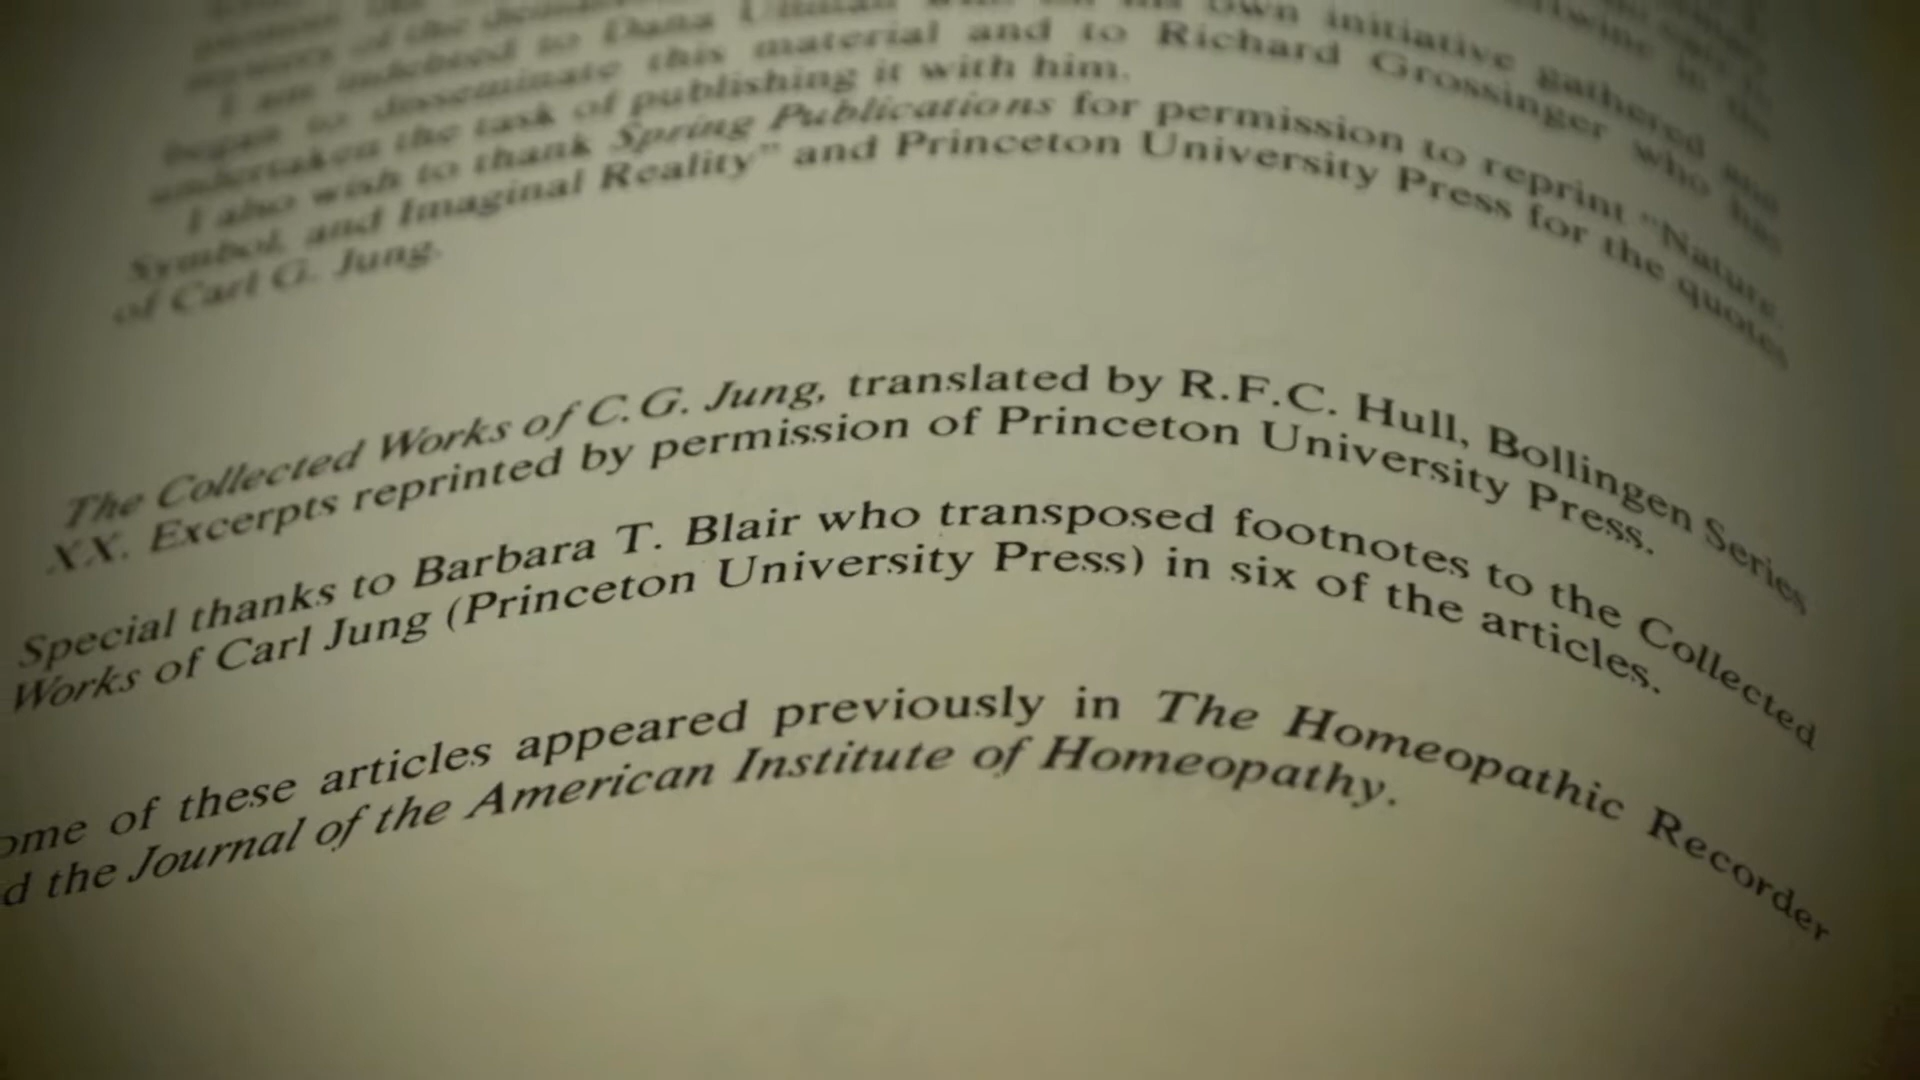 mystery of the
I am indebted to Dana Ullman who on his own initiative gathered and
began to disseminate this material and to Richard Grossinger who has
undertaken the task of publishing it with him.
I also wish to thank Spring Publications for permission to reprint "Nature,
Symbol, and Imaginal Reality" and Princeton University Press for the quotes
of Carl G. Jung.
The Collected Works of C.G. Jung, translated by R.F.C. Hull, Bollingen Series
XX. Excerpts reprinted by permission of Princeton University Press.
Special thanks to Barbara T. Blair who transposed footnotes to the Collected
Works of Carl Jung (Princeton University Press) in six of the articles.
ome of these articles appeared previously in The Homeopathic Recorder
d the Journal of the American Institute of Homeopathy.